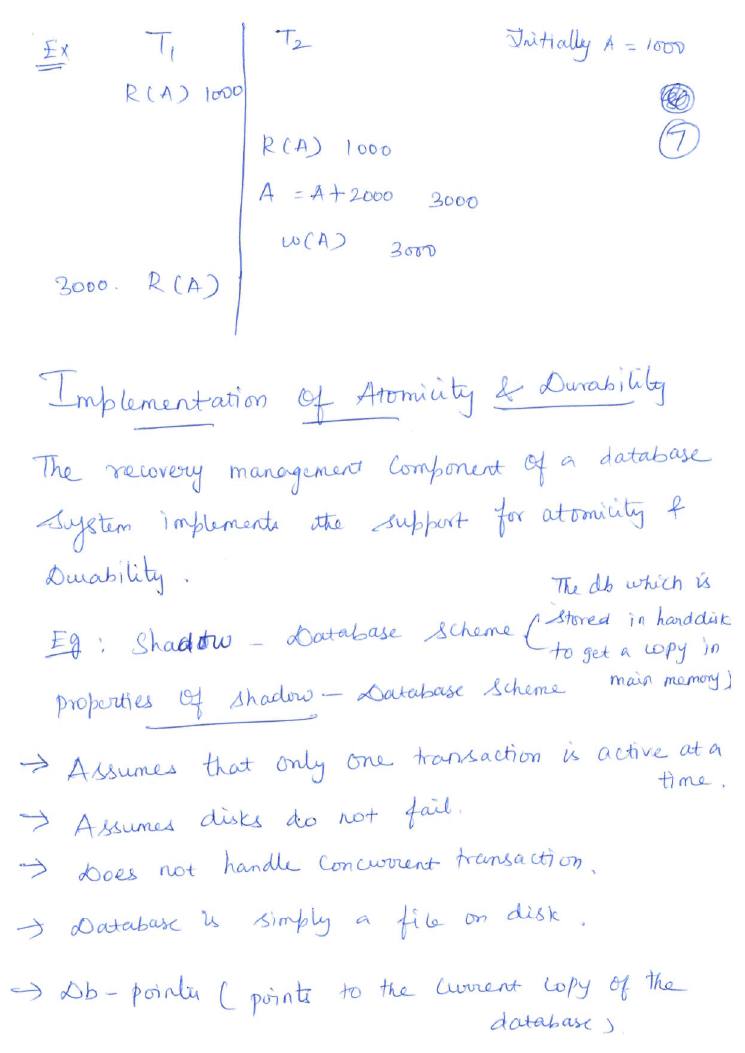 Ex T1 T2 Initially A = 1000
R(A) 1000
7
R(A) 1000
A = A+2000 3000
W(A) 3000
3000. R(A)
Implementation of Atomicity & Durability
The recovery management Component of a database
System implements the support for atomicity &
Durability.
Eg: Shadow - Database Scheme (The db which is
stored in harddisk
to get a copy in
main memory)
properties of shadow - Database Scheme
→ Assumes that only one transaction is active at a
time.
→ Assumes disks do not fail.
→ Does not handle Concurrent transaction.
→ Database is simply a file on disk.
→ Db-pointer ( points to the Current Copy of the
database)